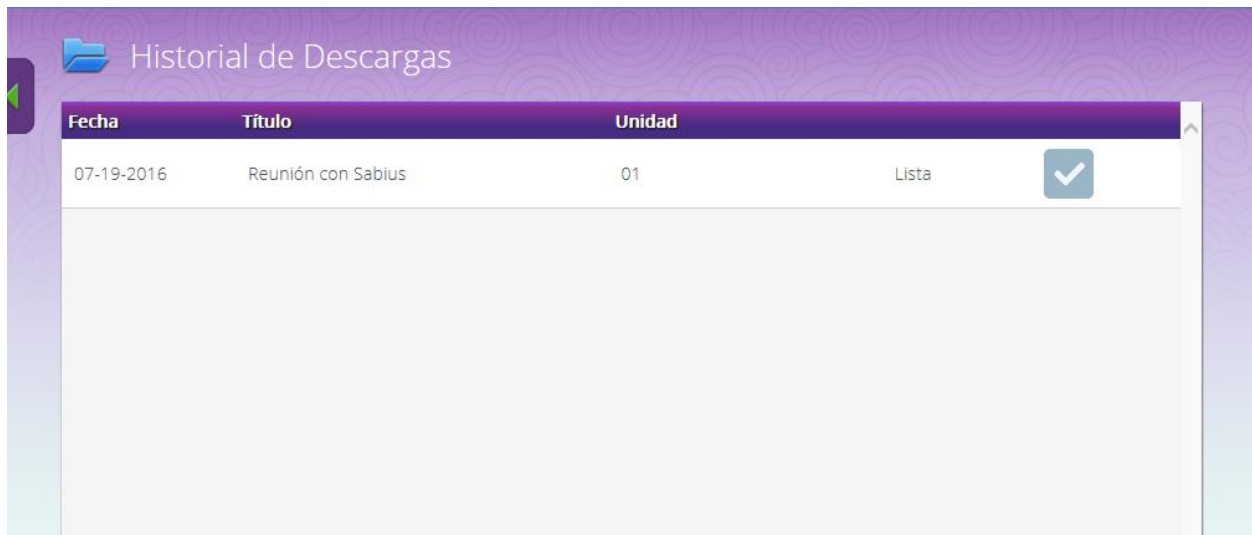 Historial de Descargas
Fecha Título Unidad
07-19-2016 Reunión con Sabius 01 Lista